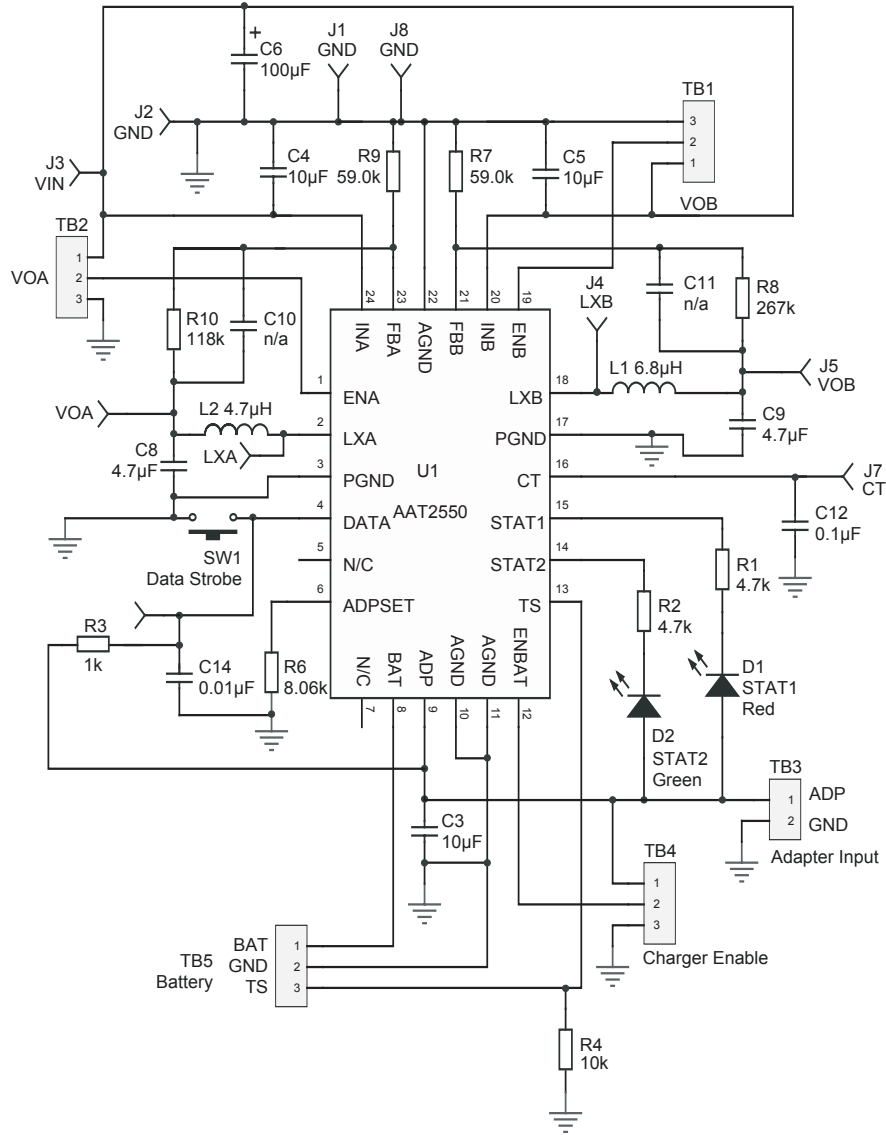 C6
100µF
+
J1
GND
J8
GND
TB1
3
2
1
VOB
J2
GND
J3
VIN
C4
10µF
R9
59.0k
R7
59.0k
C5
10µF
TB2
VOA
1
2
3
R10
118k
C10
n/a
24
23
22
21
20
19
INA
FBA
AGND
FBB
INB
ENB
J4
LXB
C11
n/a
R8
267k
1
ENA
18
LXB
L1 6.8µH
J5
VOB
VOA
L2 4.7µH
LXA
2
LXA
17
PGND
C9
4.7µF
C8
4.7µF
3
PGND
U1
AAT2550
16
CT
J7
CT
4
DATA
15
STAT1
C12
0.1µF
SW1
Data Strobe
5
N/C
14
STAT2
R1
4.7k
6
ADPSET
13
TS
R2
4.7k
R3
1k
C14
0.01µF
R6
8.06k
N/C
BAT
ADP
AGND
AGND
ENBAT
7
8
9
10
11
12
D1
STAT1
Red
D2
STAT2
Green
TB3
1
2
ADP
GND
Adapter Input
C3
10µF
TB4
1
2
3
Charger Enable
TB5
Battery
BAT
GND
TS
1
2
3
R4
10k